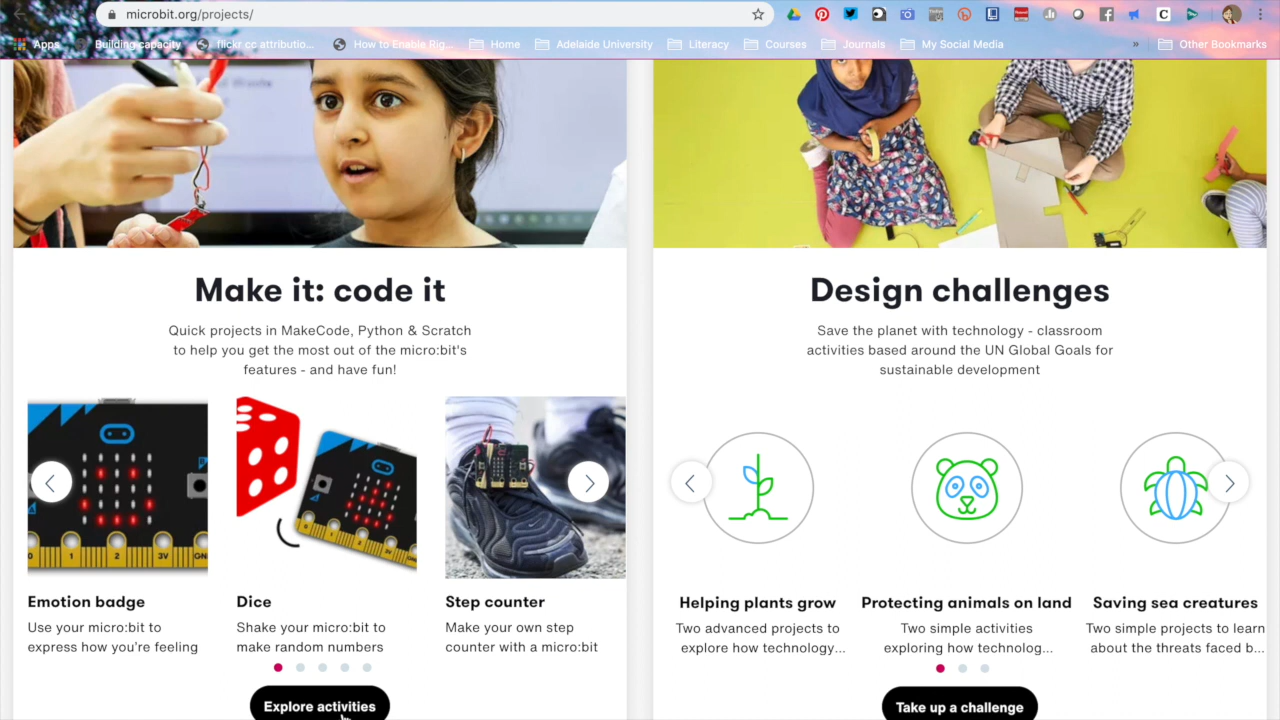 microbit.org/projects/
Apps
Building capacity
flickr cc attributio...
How to Enable Rig...
Home
Adelaide University
Literacy
Courses
Journals
My Social Media
»
Other Bookmarks
Make it: code it
Quick projects in MakeCode, Python & Scratch
to help you get the most out of the micro:bit's
features - and have fun!
0 1 2 3V GN
Emotion badge
Use your micro:bit to
express how you're feeling
Dice
Shake your micro:bit to
make random numbers
Step counter
Make your own step
counter with a micro:bit
Explore activities
Design challenges
Save the planet with technology - classroom
activities based around the UN Global Goals for
sustainable development
Helping plants grow
Two advanced projects to
explore how technology...
Protecting animals on land
Two simple activities
exploring how technolog...
Saving sea creatures
Two simple projects to learn
about the threats faced b...
Take up a challenge